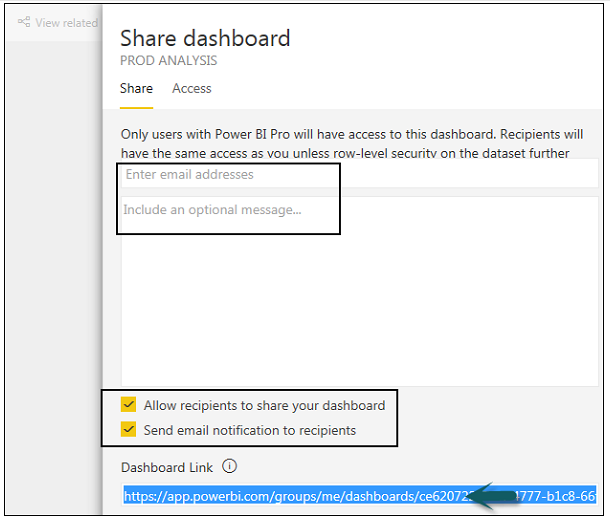 View related
Share dashboard
PROD ANALYSIS
Share Access
Only users with Power BI Pro will have access to this dashboard. Recipients will
have the same access as you unless row-level security on the dataset further
Enter email addresses
Include an optional message...
Allow recipients to share your dashboard
Send email notification to recipients
Dashboard Link
https://app.powerbi.com/groups/me/dashboards/ce62072 777-b1c8-66